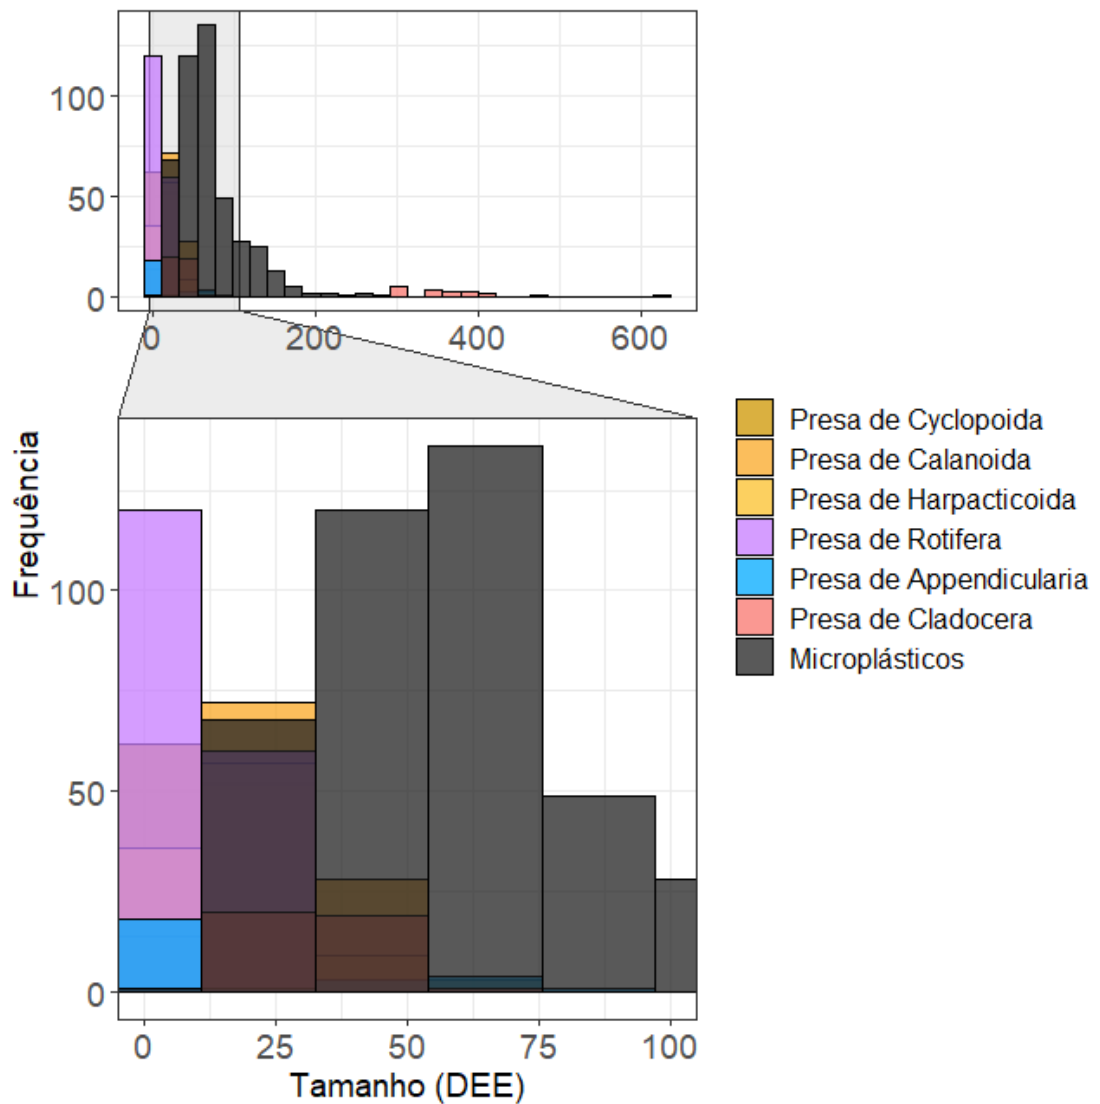 100
50
0
0
200
400
600
Frequência
100
50
0
0
25
50
75
100
Tamanho (DEE)
Presa de Cyclopoida
Presa de Calanoida
Presa de Harpacticoida
Presa de Rotifera
Presa de Appendicularia
Presa de Cladocera
Microplásticos